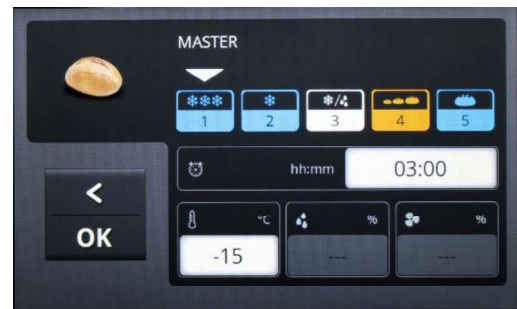 MASTER
1 2 3 4 5
hh:mm 03:00
< OK
°C % %
-15 --- ---